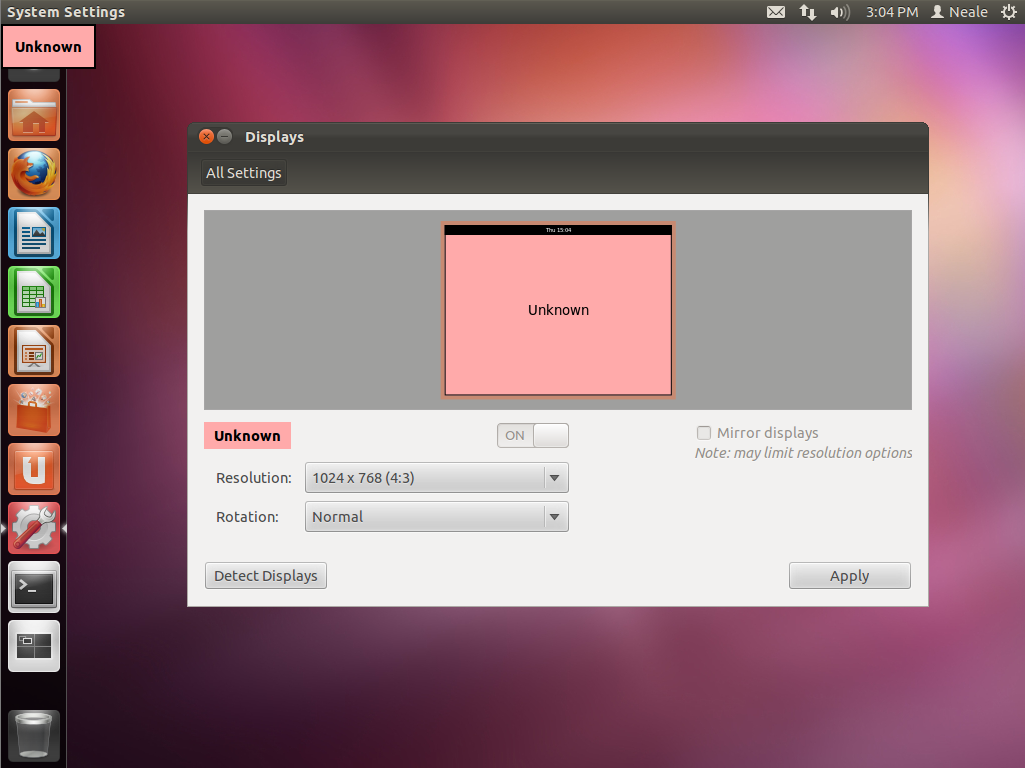 System Settings
3:04 PM Neale
Unknown
Displays
All Settings
Thu 15:04
Unknown
Unknown
ON
Mirror displays
Note: may limit resolution options
Resolution: 1024 x 768 (4:3)
Rotation: Normal
Detect Displays
Apply